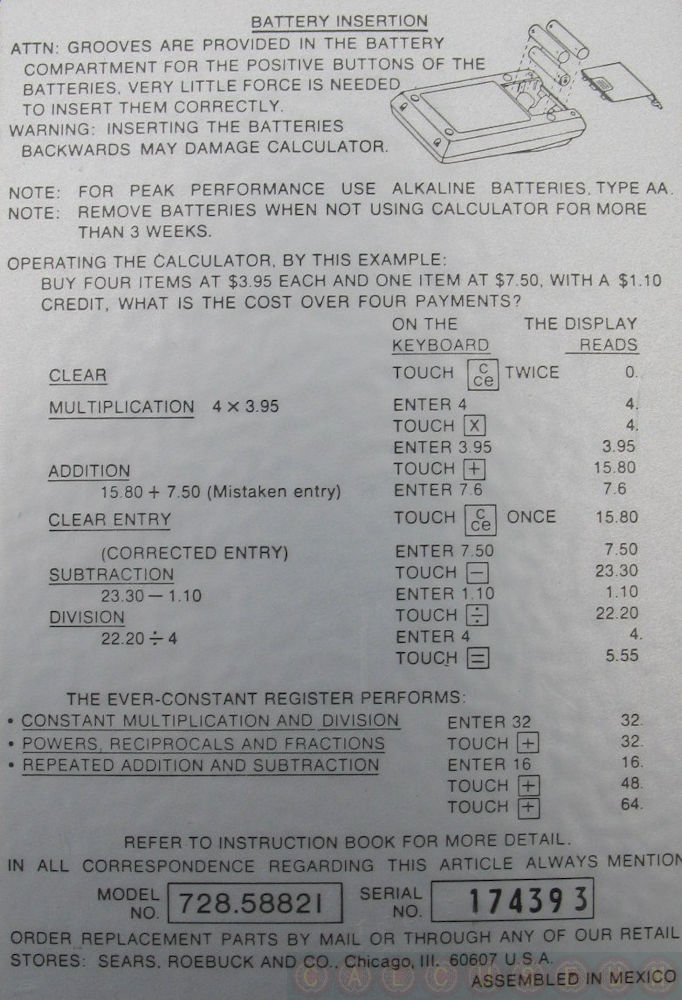 BATTERY INSERTION
ATTN: GROOVES ARE PROVIDED IN THE BATTERY
COMPARTMENT FOR THE POSITIVE BUTTONS OF THE
BATTERIES, VERY LITTLE FORCE IS NEEDED
TO INSERT THEM CORRECTLY.
WARNING: INSERTING THE BATTERIES
BACKWARDS MAY DAMAGE CALCULATOR.
NOTE: FOR PEAK PERFORMANCE USE ALKALINE BATTERIES, TYPE AA.
NOTE: REMOVE BATTERIES WHEN NOT USING CALCULATOR FOR MORE
THAN 3 WEEKS.
OPERATING THE CALCULATOR, BY THIS EXAMPLE:
BUY FOUR ITEMS AT $3.95 EACH AND ONE ITEM AT $7.50, WITH A $1.10
CREDIT, WHAT IS THE COST OVER FOUR PAYMENTS?
ON THE THE DISPLAY
KEYBOARD READS
CLEAR TOUCH c ce TWICE 0.
MULTIPLICATION 4 × 3.95 ENTER 4 4.
TOUCH X 4.
ENTER 3.95 3.95
ADDITION TOUCH + 15.80
15.80 + 7.50 (Mistaken entry) ENTER 7.6 7.6
CLEAR ENTRY TOUCH c ce ONCE 15.80
(CORRECTED ENTRY) ENTER 7.50 7.50
SUBTRACTION TOUCH − 23.30
23.30 − 1.10 ENTER 1.10 1.10
DIVISION TOUCH ÷ 22.20
22.20 ÷ 4 ENTER 4 4.
TOUCH = 5.55
THE EVER-CONSTANT REGISTER PERFORMS:
• CONSTANT MULTIPLICATION AND DIVISION ENTER 32 32.
• POWERS, RECIPROCALS AND FRACTIONS TOUCH + 32.
• REPEATED ADDITION AND SUBTRACTION ENTER 16 16.
TOUCH + 48.
TOUCH + 64.
REFER TO INSTRUCTION BOOK FOR MORE DETAIL.
IN ALL CORRESPONDENCE REGARDING THIS ARTICLE ALWAYS MENTION
MODEL NO. 728.58821 SERIAL NO. 174393
ORDER REPLACEMENT PARTS BY MAIL OR THROUGH ANY OF OUR RETAIL
STORES: SEARS, ROEBUCK AND CO., Chicago, Ill. 60607 U.S.A.
ASSEMBLED IN MEXICO